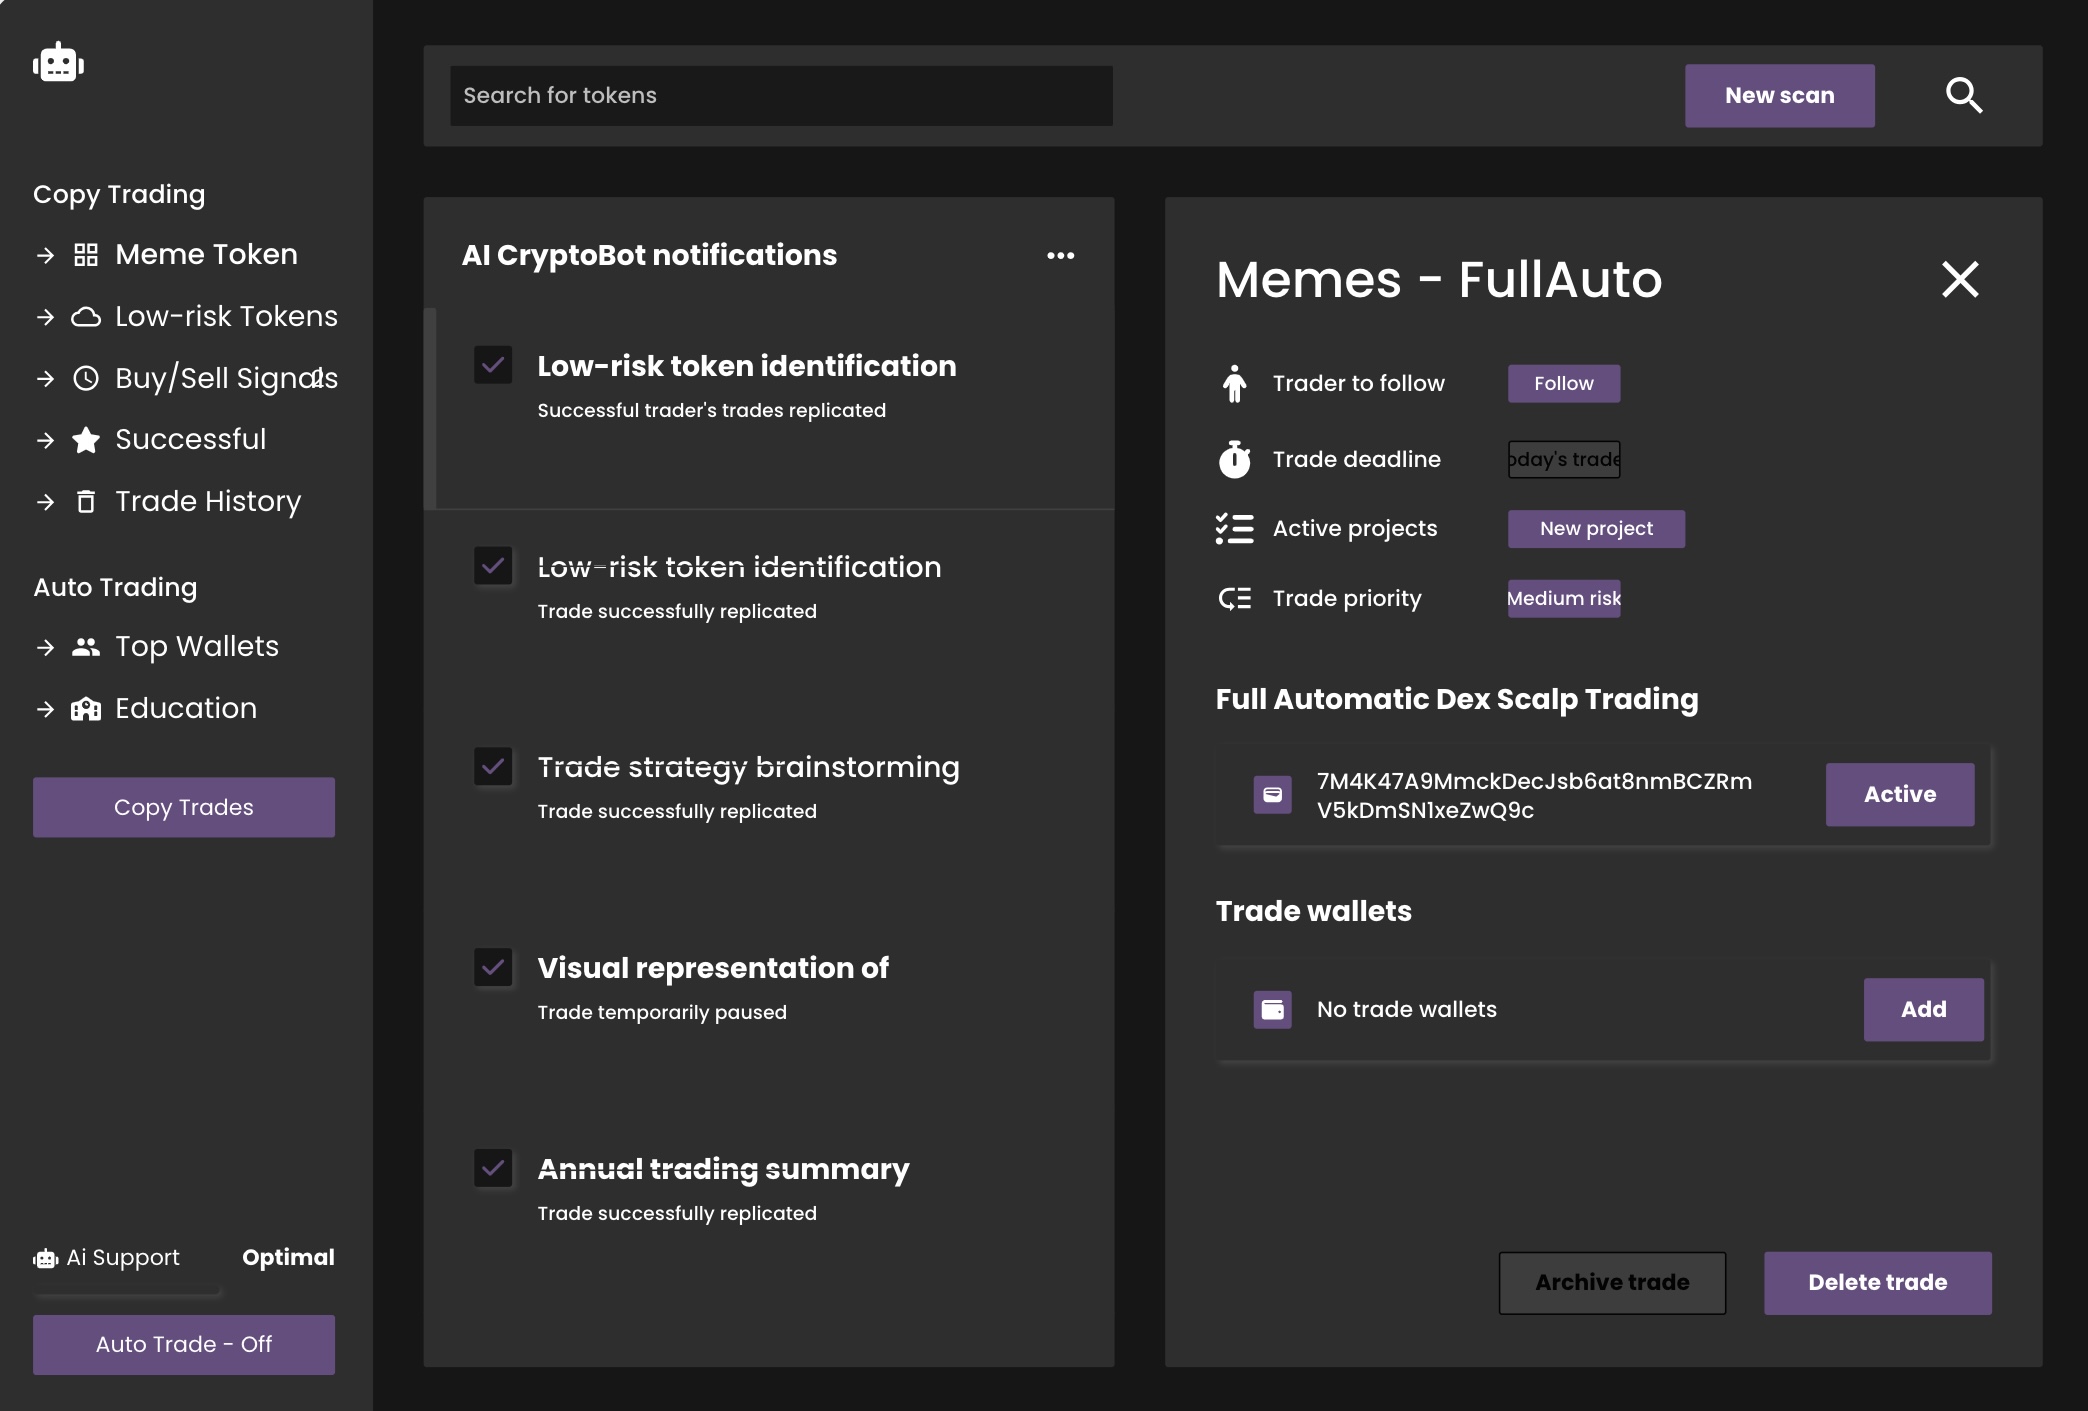 Search for tokens
New scan
Copy Trading
Meme Token
Low-risk Tokens
Buy/Sell Signals
2
Successful
Trade History
Auto Trading
Top Wallets
Education
Copy Trades
Ai Support
Optimal
Auto Trade - Off
AI CryptoBot notifications
Low-risk token identification
Successful trader's trades replicated
Low-risk token identification
Trade successfully replicated
Trade strategy brainstorming
Trade successfully replicated
Visual representation of
Trade temporarily paused
Annual trading summary
Trade successfully replicated
Memes - FullAuto
Trader to follow
Follow
Trade deadline
oday's trade
Active projects
New project
Trade priority
Medium risk
Full Automatic Dex Scalp Trading
7M4K47A9MmckDecJsb6at8nmBCZRm
V5kDmSN1xeZwQ9c
Active
Trade wallets
No trade wallets
Add
Archive trade
Delete trade